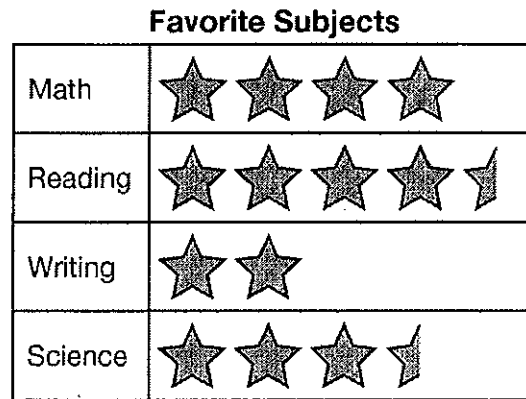 Favorite Subjects
Math
Reading
Writing
Science